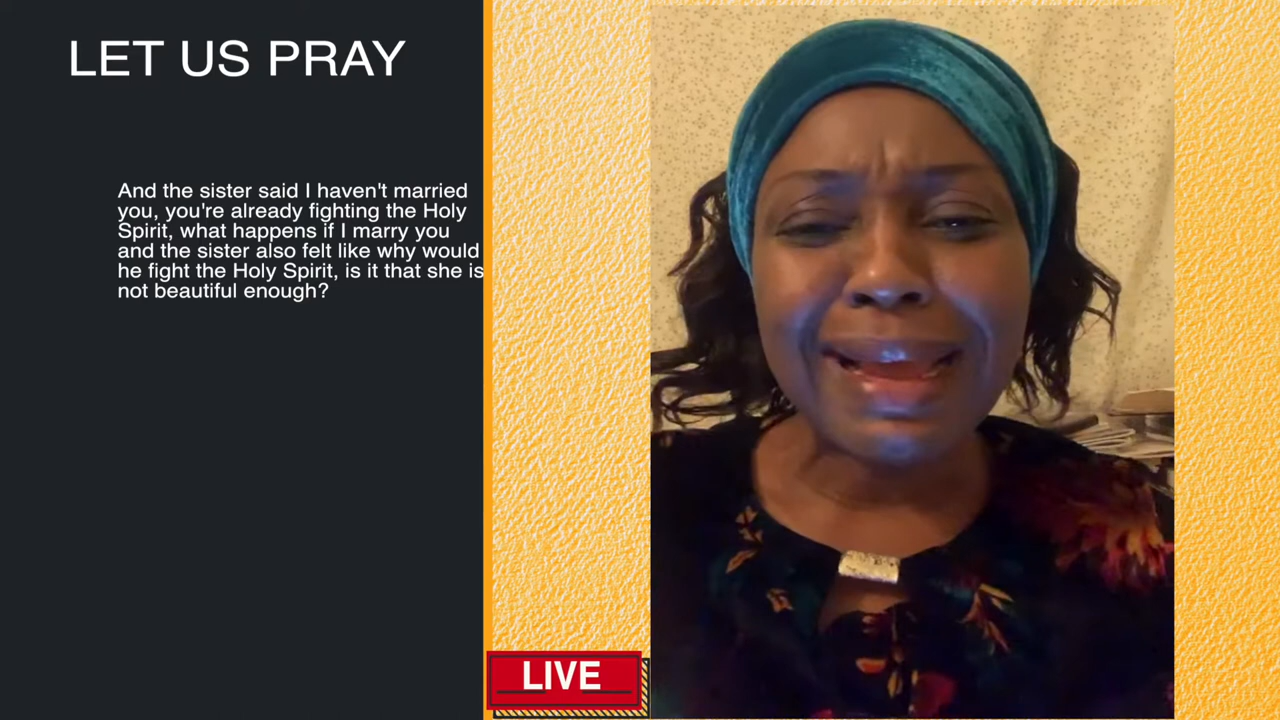 LET US PRAY
And the sister said I haven't married
you, you're already fighting the Holy
Spirit, what happens if I marry you
and the sister also felt like why would
he fight the Holy Spirit, is it that she is
not beautiful enough?
LIVE